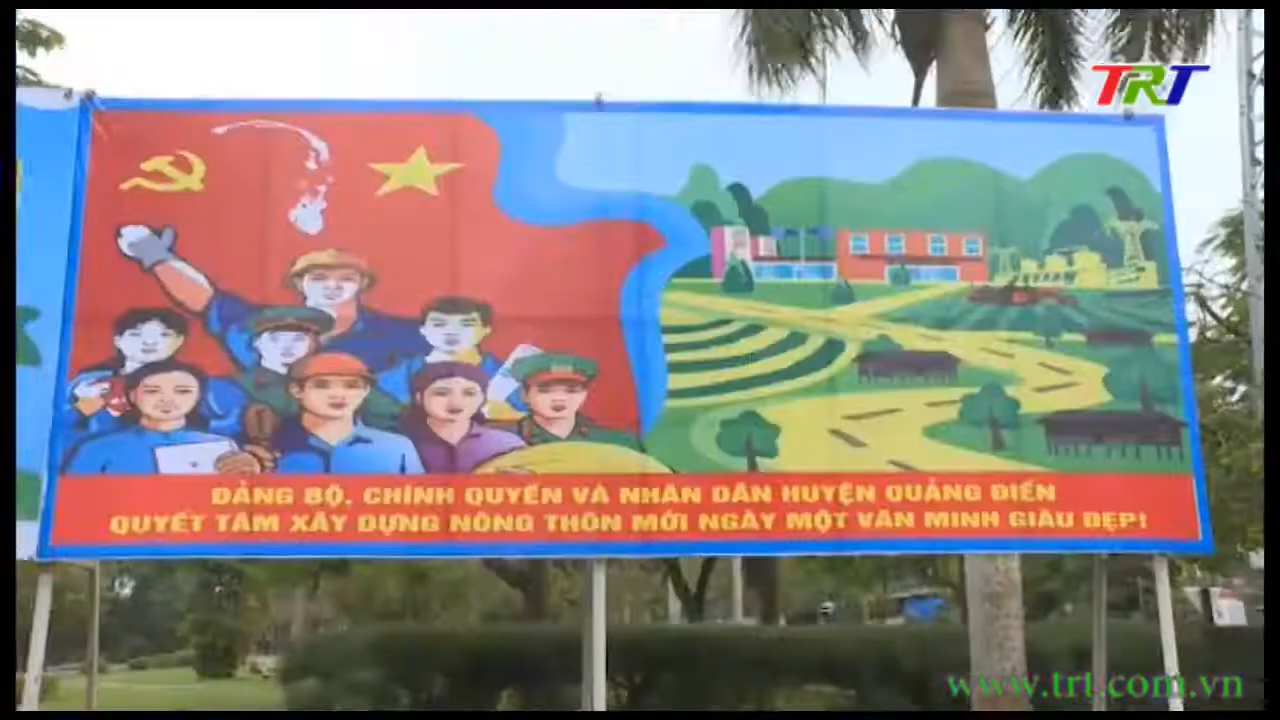 TRT
ĐẢNG BỘ, CHÍNH QUYỀN VÀ NHÂN DÂN HUYỆN QUẢNG ĐIỀN
QUYẾT TÂM XÂY DỰNG NÔNG THÔN MỚI NGÀY MỘT VĂN MINH GIÀU ĐẸP!
www.trt.com.vn